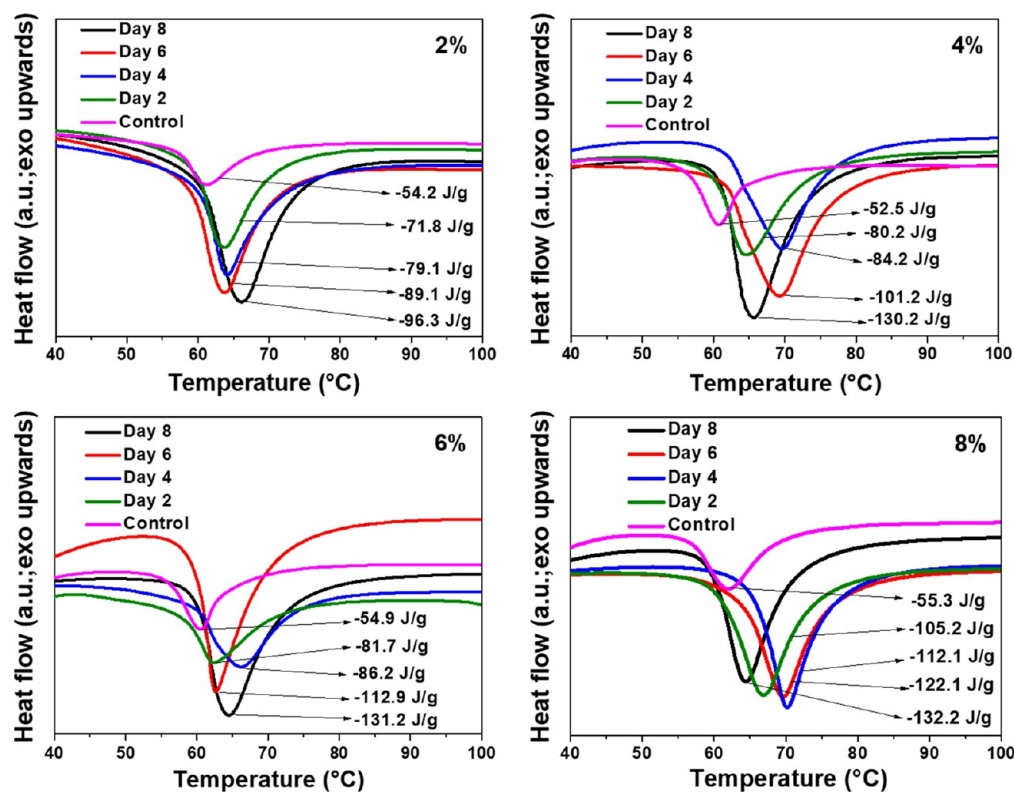 Day 8
Day 6
Day 4
Day 2
Control
2%
-54.2 J/g
-71.8 J/g
-79.1 J/g
-89.1 J/g
-96.3 J/g
40 50 60 70 80 90 100
Temperature (°C)
Heat flow (a.u.;exo upwards)
Day 8
Day 6
Day 4
Day 2
Control
4%
-52.5 J/g
-80.2 J/g
-84.2 J/g
-101.2 J/g
-130.2 J/g
40 50 60 70 80 90 100
Temperature (°C)
Heat flow (a.u.;exo upwards)
Day 8
Day 6
Day 4
Day 2
Control
6%
-54.9 J/g
-81.7 J/g
-86.2 J/g
-112.9 J/g
-131.2 J/g
40 50 60 70 80 90 100
Temperature (°C)
Heat flow (a.u.;exo upwards)
Day 8
Day 6
Day 4
Day 2
Control
8%
-55.3 J/g
-105.2 J/g
-112.1 J/g
-122.1 J/g
-132.2 J/g
40 50 60 70 80 90 100
Temperature (°C)
Heat flow (a.u.;exo upwards)